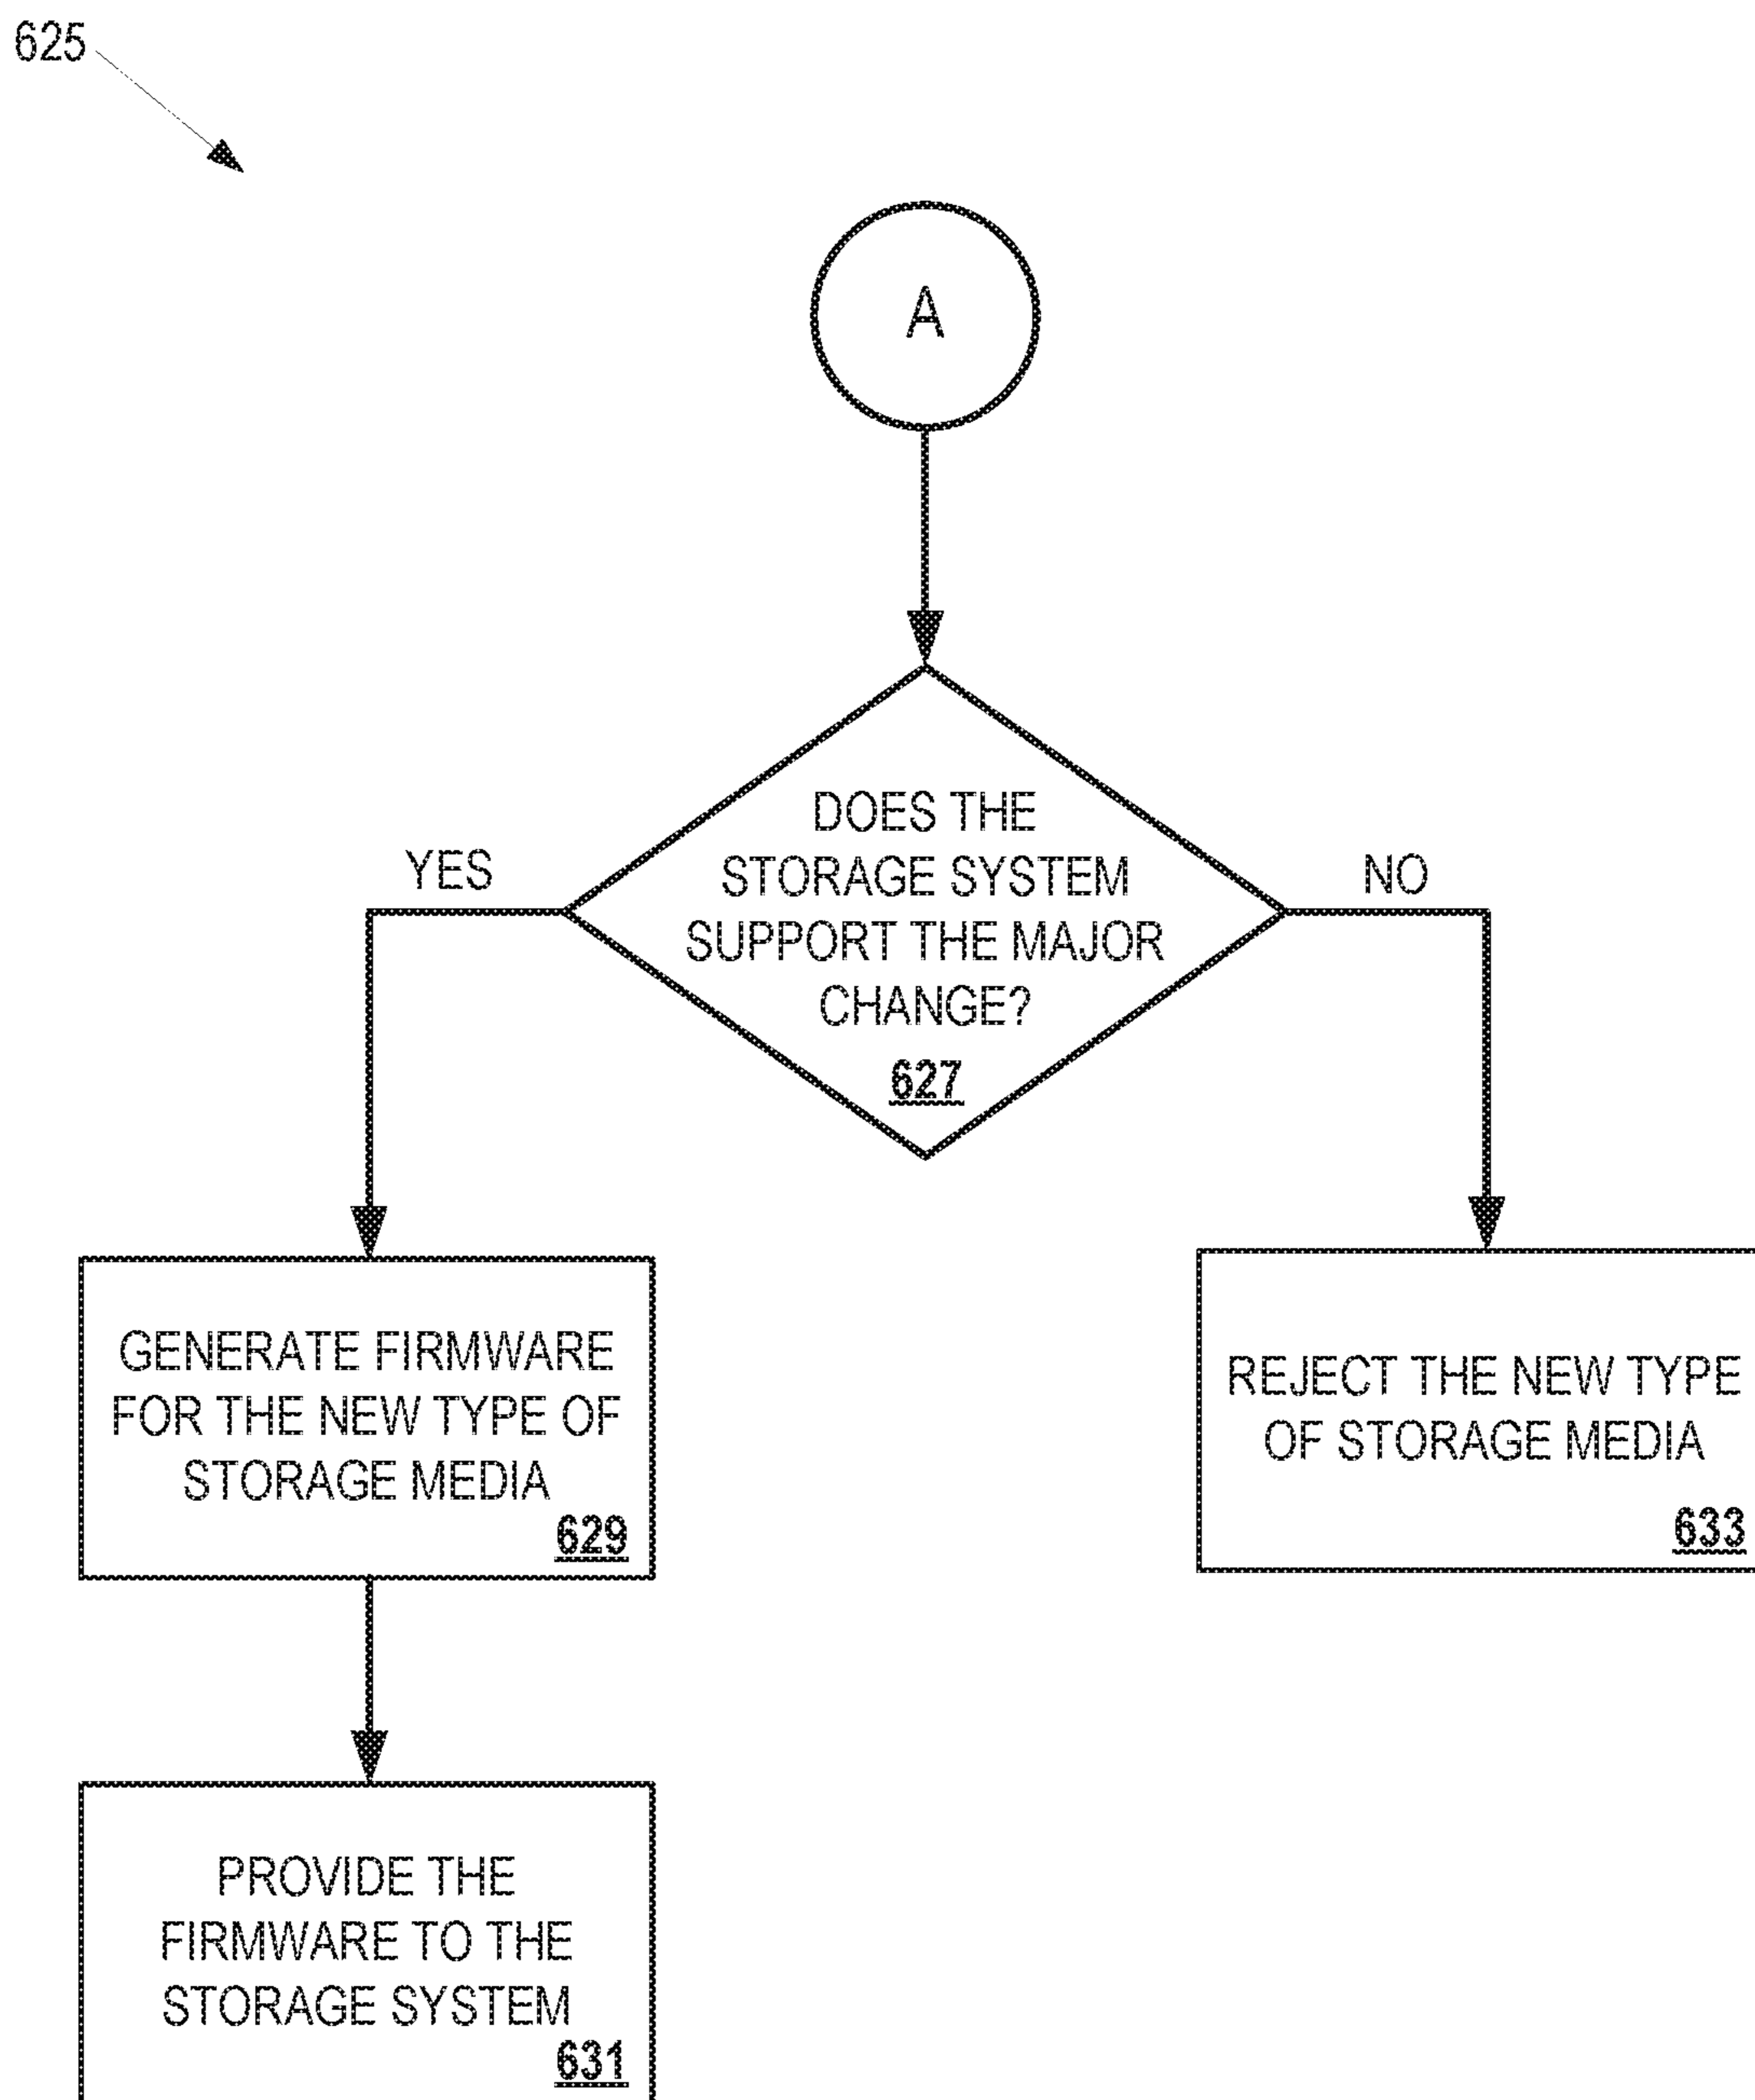 625
A
DOES THE
STORAGE SYSTEM
SUPPORT THE MAJOR
CHANGE?
627
YES
NO
GENERATE FIRMWARE
FOR THE NEW TYPE OF
STORAGE MEDIA
629
REJECT THE NEW TYPE
OF STORAGE MEDIA
633
PROVIDE THE
FIRMWARE TO THE
STORAGE SYSTEM
631